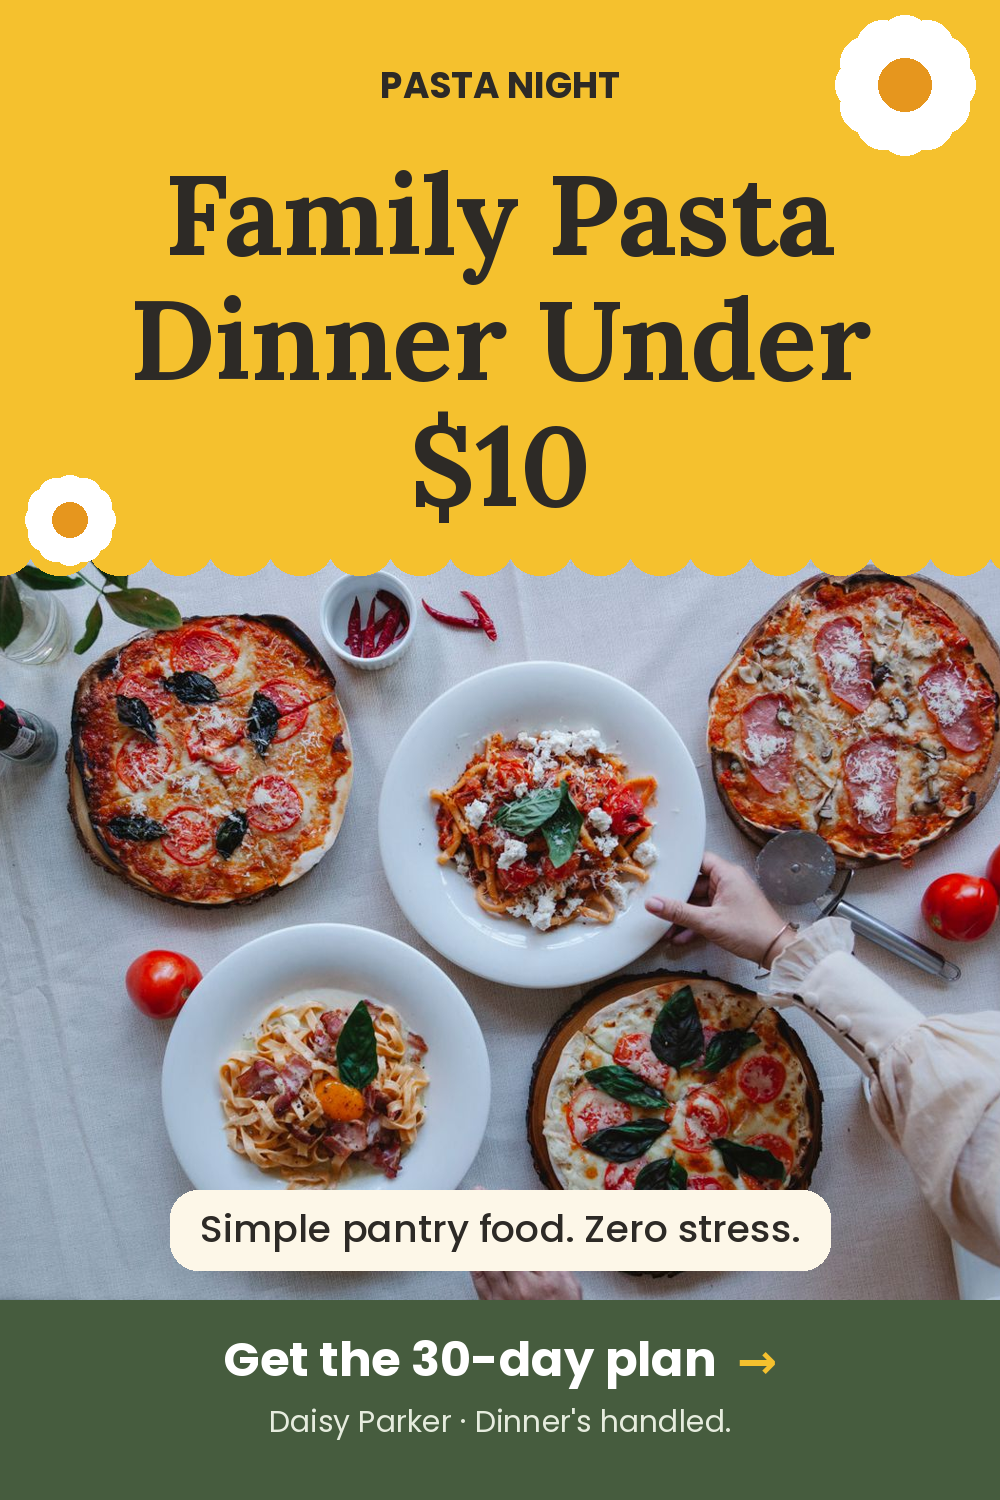 PASTA NIGHT
Family Pasta
Dinner Under
$10
Simple pantry food. Zero stress.
Get the 30-day plan →
Daisy Parker · Dinner's handled.